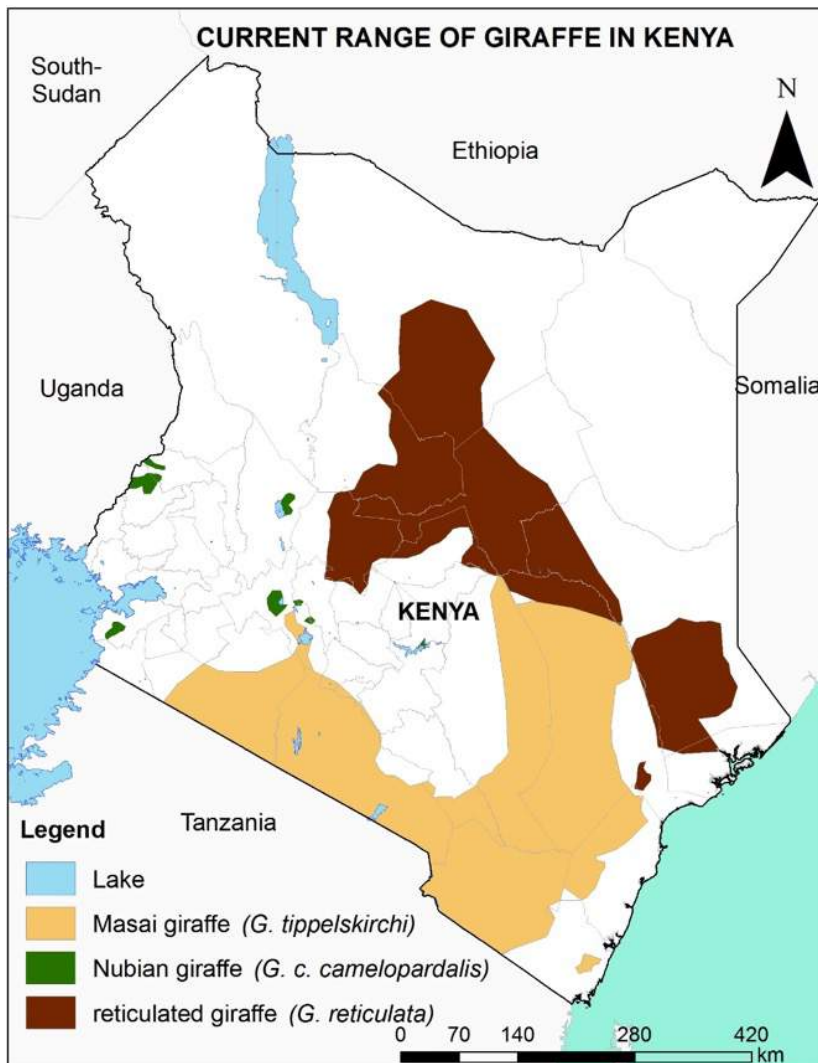 CURRENT RANGE OF GIRAFFE IN KENYA
South-
Sudan
N
Ethiopia
Uganda
Somalia
KENYA
Tanzania
Legend
Lake
Masai giraffe (G. tippelskirchi)
Nubian giraffe (G. c. camelopardalis)
reticulated giraffe (G. reticulata)
0 70 140 280 420
km